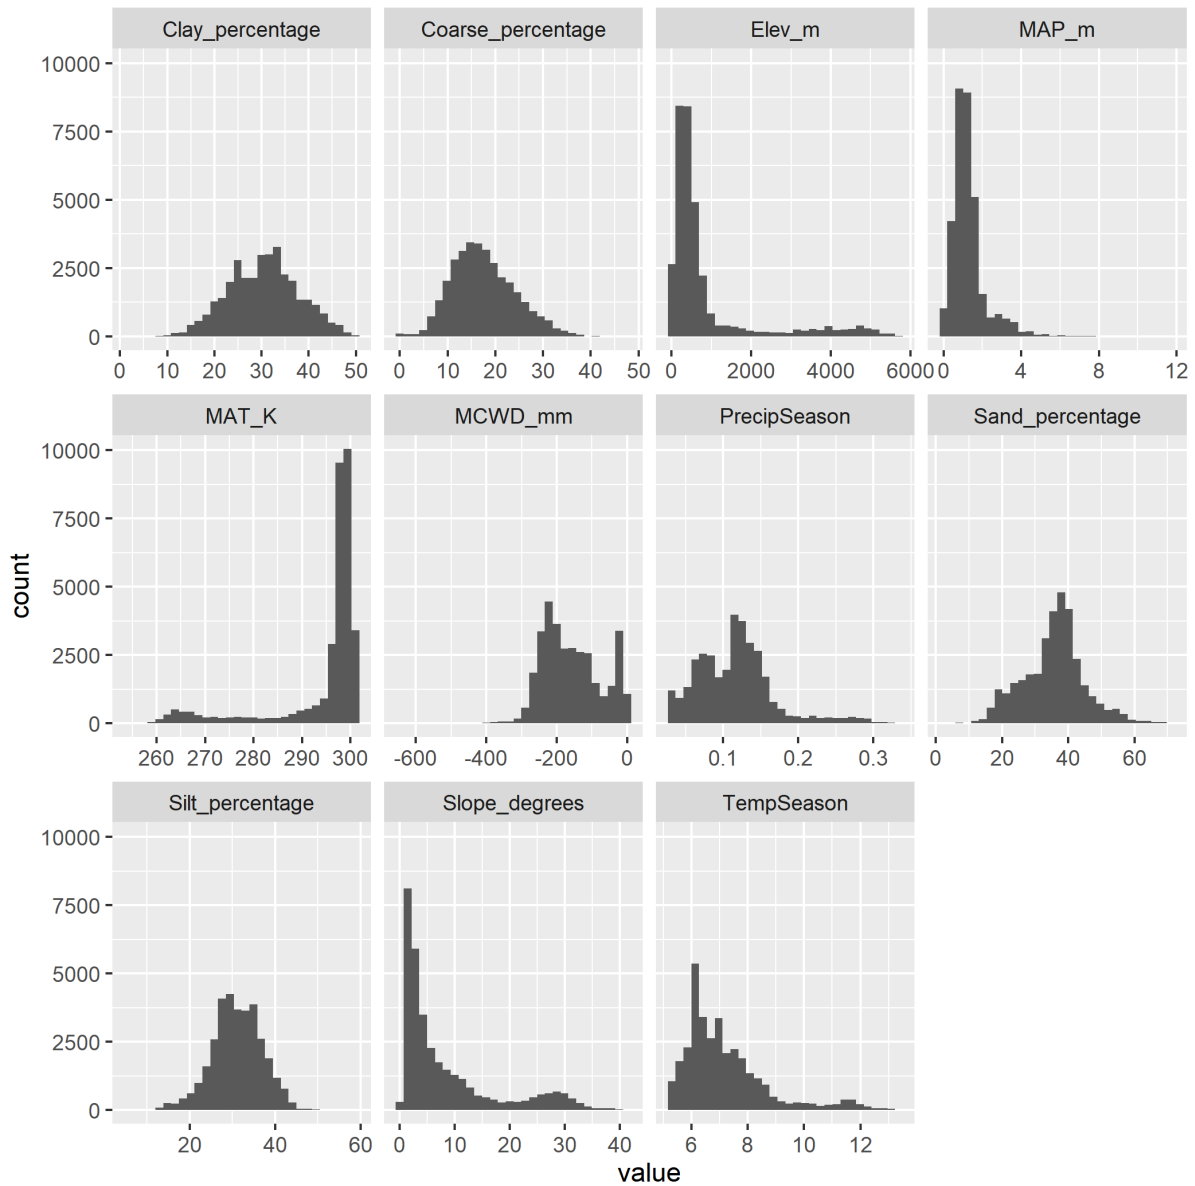 Clay_percentage Coarse_percentage Elev_m MAP_m
10000
7500
5000
2500
0
0 10 20 30 40 50 0 10 20 30 40 50 0 2000 4000 6000 0 4 8 12
MAT_K MCWD_mm PrecipSeason Sand_percentage
10000
7500
5000
2500
0
260 270 280 290 300 -600 -400 -200 0 0.1 0.2 0.3 0 20 40 60
Silt_percentage Slope_degrees TempSeason
10000
7500
5000
2500
0
20 40 60 0 10 20 30 40 6 8 10 12
count
value